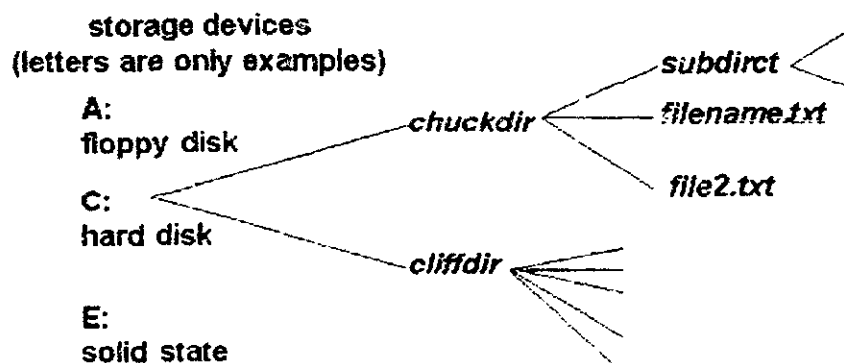 storage devices
(letters are only examples)
A:
floppy disk
C:
hard disk
E:
solid state
chuckdir
cliffdir
subdirct
filename.txt
file2.txt